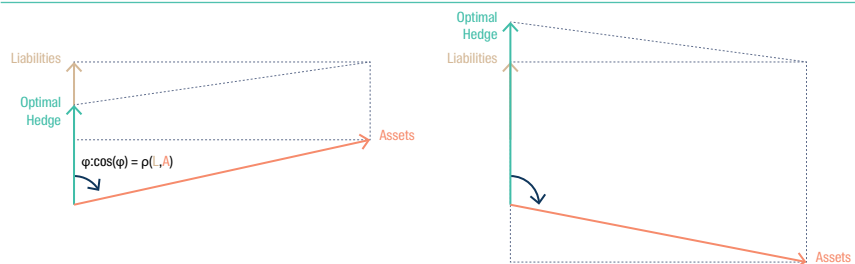 Liabilities
Optimal
Hedge
φ:cos(φ) = ρ(L,A)
Assets
Optimal
Hedge
Liabilities
Assets